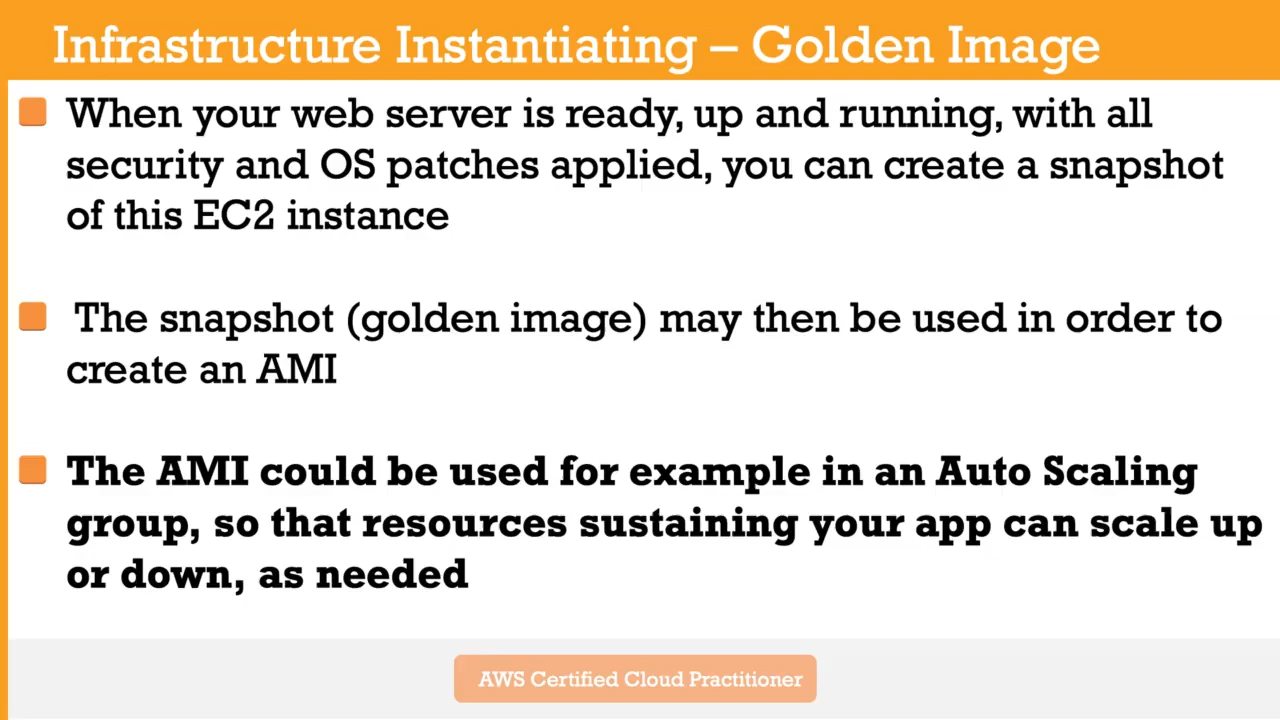 Infrastructure Instantiating – Golden Image
When your web server is ready, up and running, with all
security and OS patches applied, you can create a snapshot
of this EC2 instance
The snapshot (golden image) may then be used in order to
create an AMI
The AMI could be used for example in an Auto Scaling
group, so that resources sustaining your app can scale up
or down, as needed
AWS Certified Cloud Practitioner